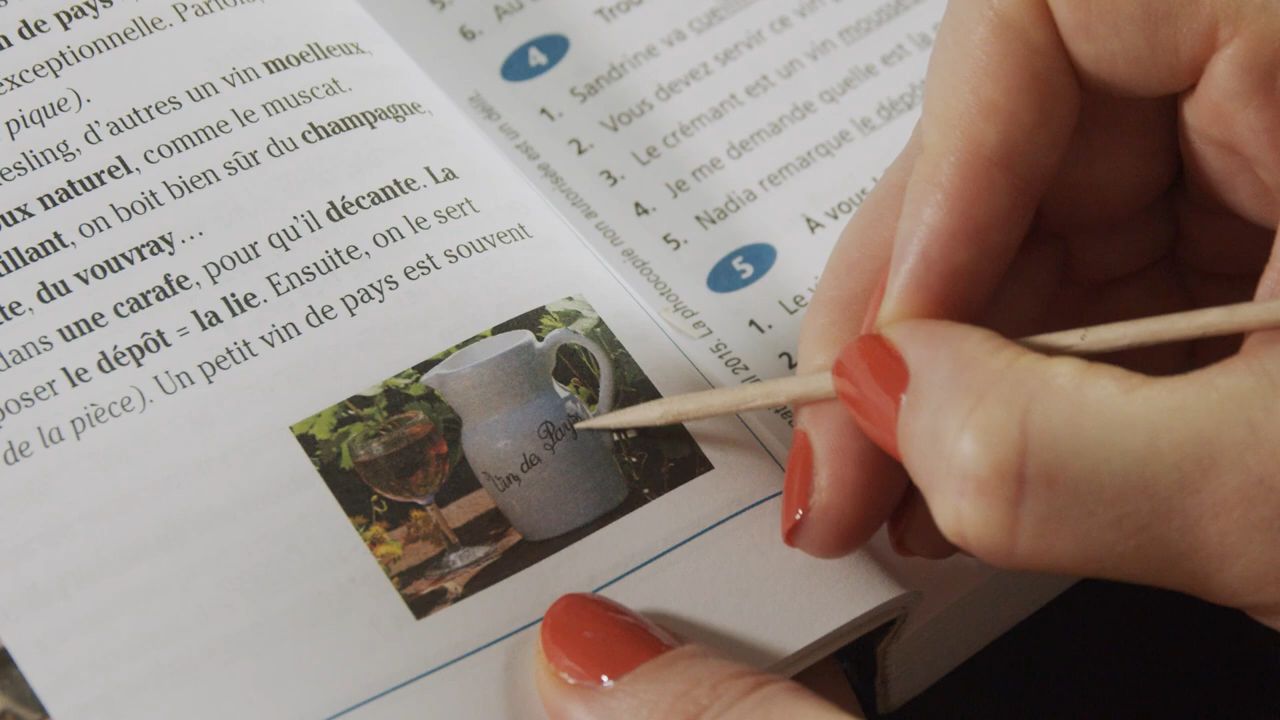 n de pays
exceptionnelle. Parfois,
pique).
esling, d'autres un vin moelleux,
oux naturel, comme le muscat.
illant, on boit bien sûr du champagne,
te, du vouvray…
dans une carafe, pour qu'il décante. La
poser le dépôt = la lie. Ensuite, on le sert
de la pièce). Un petit vin de pays est souvent
Vin de Pays
5.
6. Au
Trou
4
1. Sandrine va cueillir
2. Vous devez servir ce vin
3. Le crémant est un vin mousseux
4. Je me demande quelle est la
5. Nadia remarque le dépôt
5
À vous
1. Le
2
2015. La photocopie non autorisée est un délit.